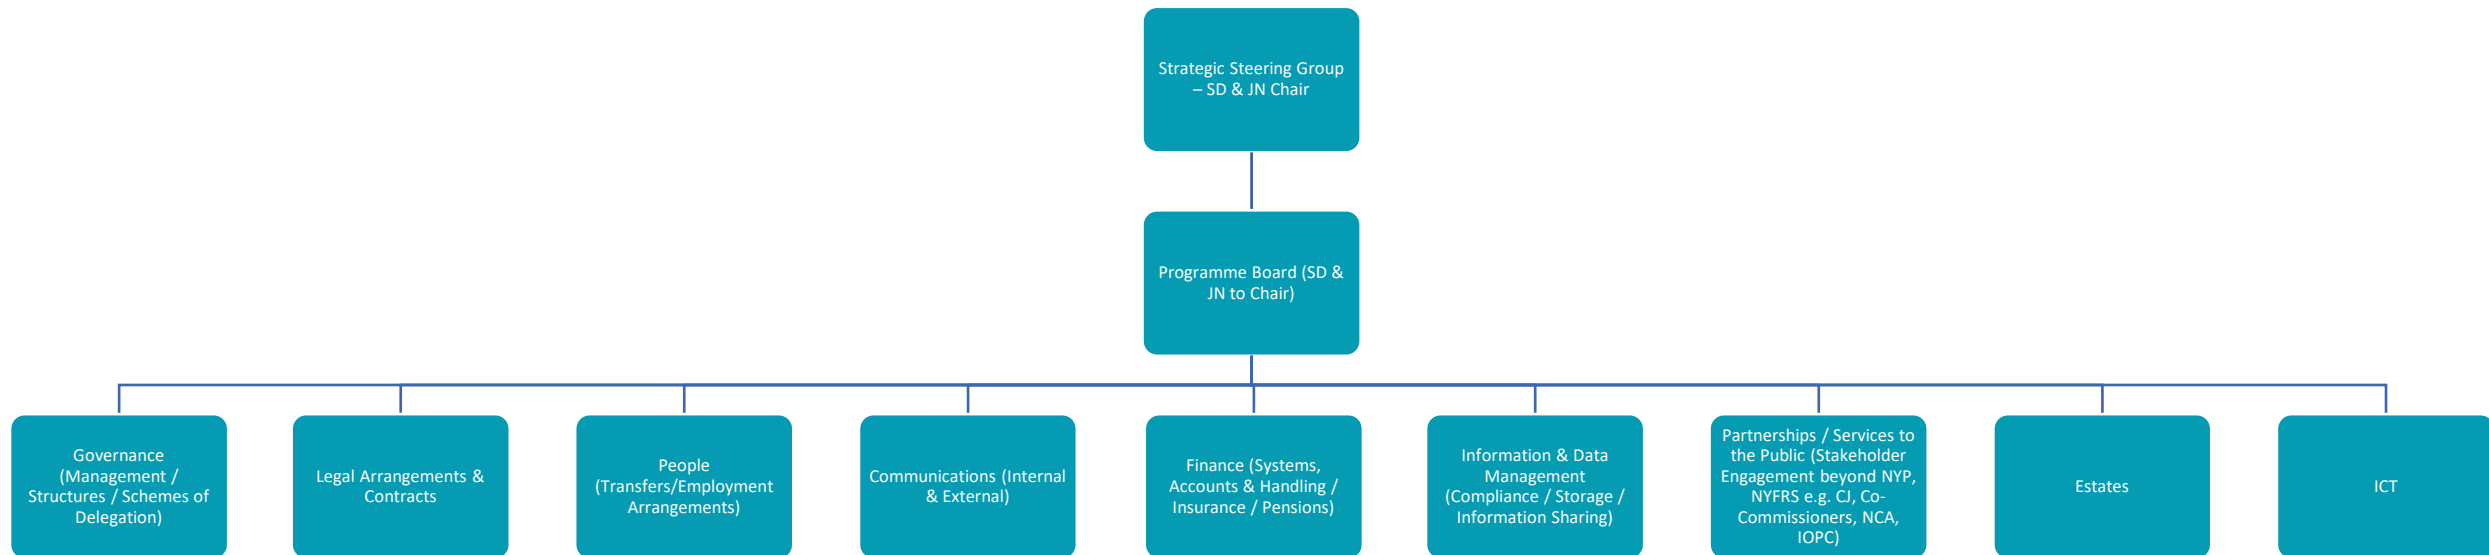 Strategic Steering Group
– SD & JN Chair
Programme Board (SD &
JN to Chair)
Governance
(Management /
Structures / Schemes of
Delegation)
Legal Arrangements &
Contracts
People
(Transfers/Employment
Arrangements)
Communications (Internal
& External)
Finance (Systems,
Accounts & Handling /
Insurance / Pensions)
Information & Data
Management
(Compliance / Storage /
Information Sharing)
Partnerships / Services to
the Public (Stakeholder
Engagement beyond NYP,
NYFRS e.g. CJ, Co-
Commissioners, NCA,
IOPC)
Estates
ICT